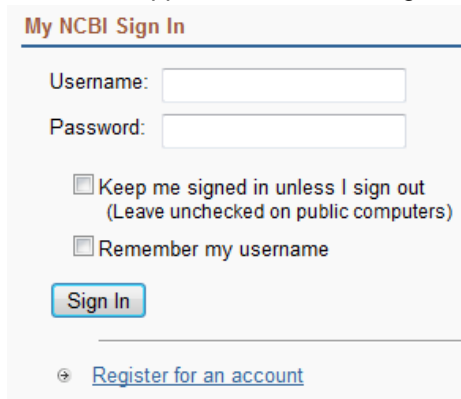 My NCBI Sign In
Username:
Password:
Keep me signed in unless I sign out
(Leave unchecked on public computers)
Remember my username
Sign In
Register for an account